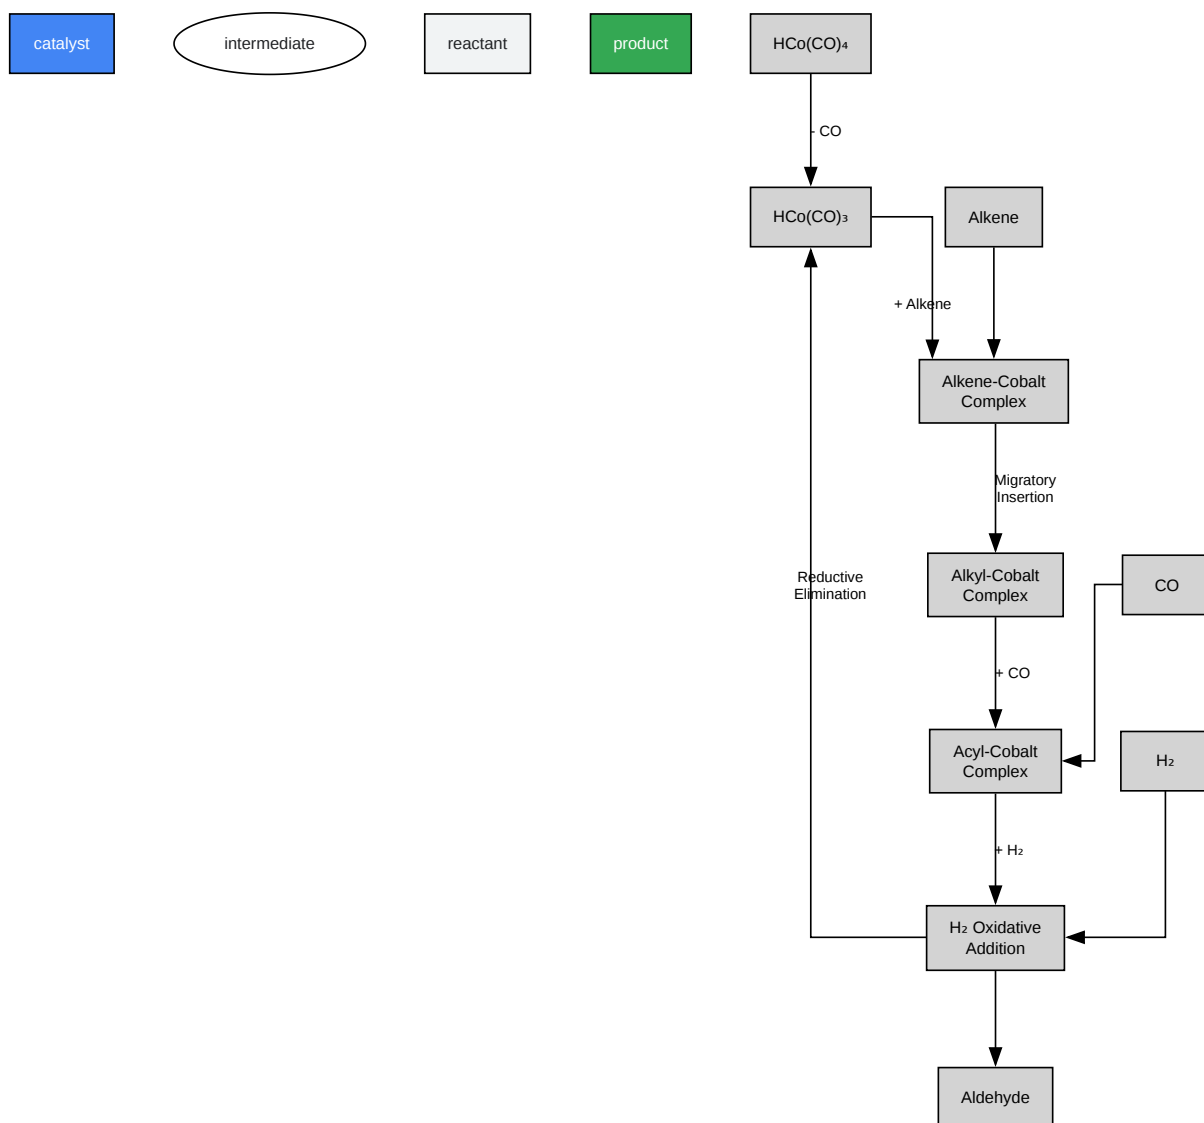 catalyst
intermediate
reactant
product
HCo(CO)₄
- CO
HCo(CO)₃
Alkene
+ Alkene
Alkene-Cobalt
Complex
Migratory
Insertion
Alkyl-Cobalt
Complex
CO
Reductive
Elimination
+ CO
Acyl-Cobalt
Complex
H₂
+ H₂
H₂ Oxidative
Addition
Aldehyde